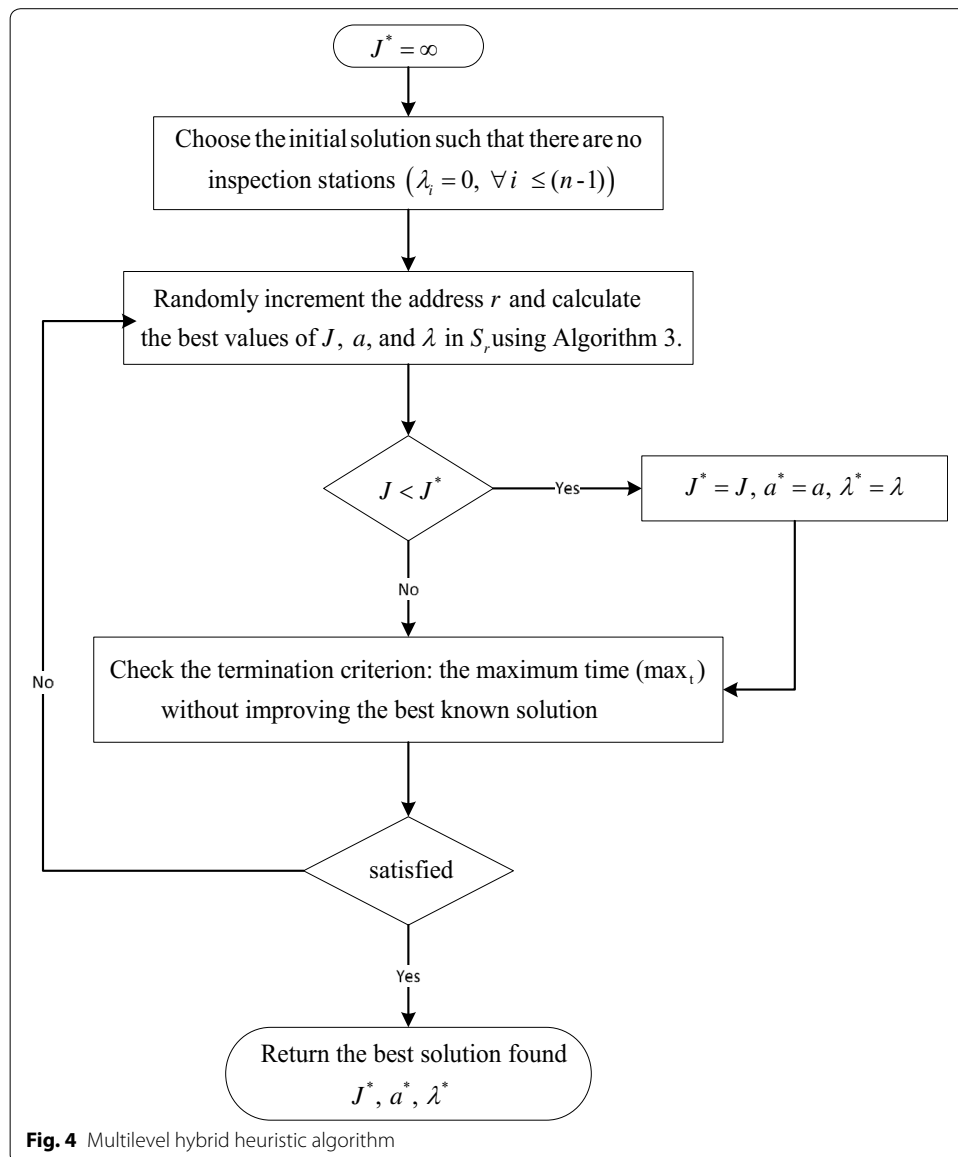 J* = ∞
Choose the initial solution such that there are no
inspection stations (λᵢ = 0, ∀ i ≤ (n-1))
Randomly increment the address r and calculate
the best values of J, a, and λ in Sᵣ using Algorithm 3.
J < J*
Yes
J* = J, a* = a, λ* = λ
No
Check the termination criterion: the maximum time (maxₜ)
without improving the best known solution
No
satisfied
Yes
Return the best solution found
J*, a*, λ*
Fig. 4 Multilevel hybrid heuristic algorithm